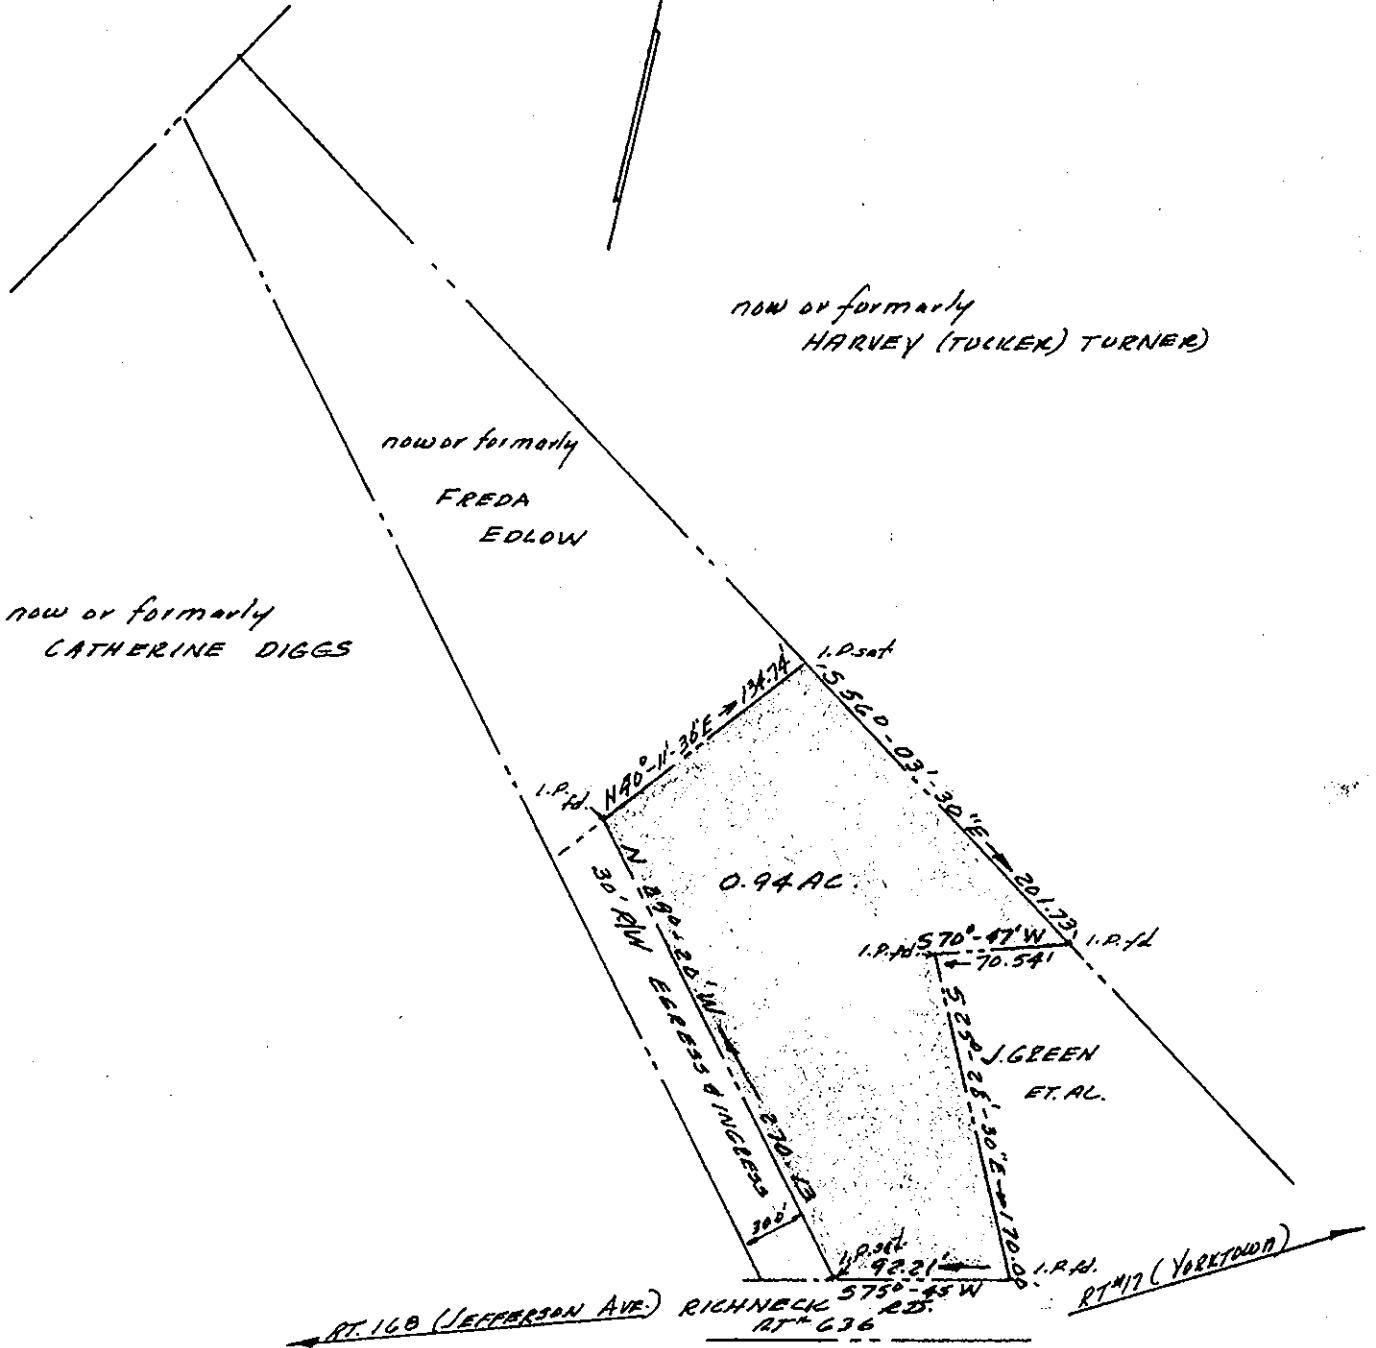 now or formarly
HARVEY (TUCKER) TURNER)
now or formarly
FREDA
EDLOW
now or formarly
CATHERINE DIGGS
I.P. set
N40°-11'-36"E 134.74'
S56°-03'-30"E 201.73'
I.P. fd.
0.94 AC.
30' R/W EGRESS & INGRESS
N 20' W 270.13
I.P. fd. S70°-47'W I.P. fd
70.54'
S25°-28'-30"E 170.00'
J. GREEN
ET. AL.
30.0'
I.P. set.
92.21' I.P. fd.
S75°-45 W
RT. 168 (JEFFERSON AVE.) RICHNECK RD.
RT# 636
RT#17 (YORKTOWN)